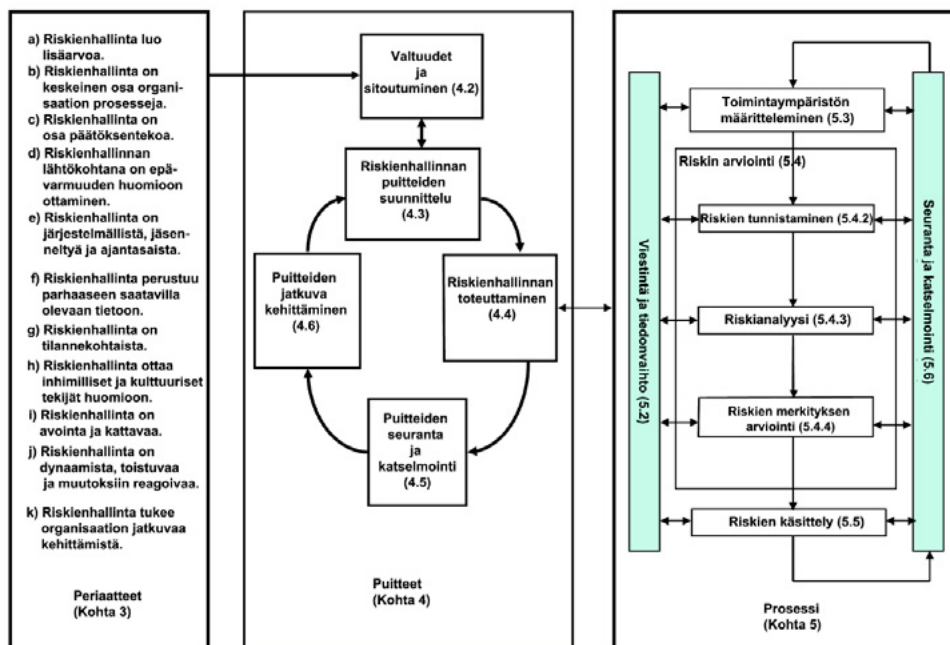 a) Riskienhallinta luo
lisäarvoa.
b) Riskienhallinta on
keskeinen osa organi-
saation prosesseja.
c) Riskienhallinta on
osa päätöksentekoa.
d) Riskienhallinnan
lähtökohtana on epä-
varmuuden huomioon
ottaminen.
e) Riskienhallinta on
järjestelmällistä, jäsen-
neltyä ja ajantasaista.
f) Riskienhallinta perustuu
parhaaseen saatavilla
olevaan tietoon.
g) Riskienhallinta on
tilannekohtaista.
h) Riskienhallinta ottaa
inhimilliset ja kulttuuriset
tekijät huomioon.
i) Riskienhallinta on
avointa ja kattavaa.
j) Riskienhallinta on
dynaamista, toistuvaa
ja muutoksiin reagoivaa.
k) Riskienhallinta tukee
organisaation jatkuvaa
kehittämistä.
Periaatteet
(Kohta 3)
Valtuudet
ja
sitoutuminen (4.2)
Riskienhallinnan
puitteiden
suunnittelu
(4.3)
Puitteiden
jatkuva
kehittäminen
(4.6)
Riskienhallinnan
toteuttaminen
(4.4)
Puitteiden
seuranta
ja
katselmointi
(4.5)
Puitteet
(Kohta 4)
Viestintä ja tiedonvaihto (5.2)
Toimintaympäristön
määritteleminen (5.3)
Riskin arviointi (5.4)
Riskien tunnistaminen (5.4.2)
Riskianalyysi (5.4.3)
Riskien merkityksen
arviointi (5.4.4)
Riskien käsittely (5.5)
Seuranta ja katselmointi (5.6)
Prosessi
(Kohta 5)